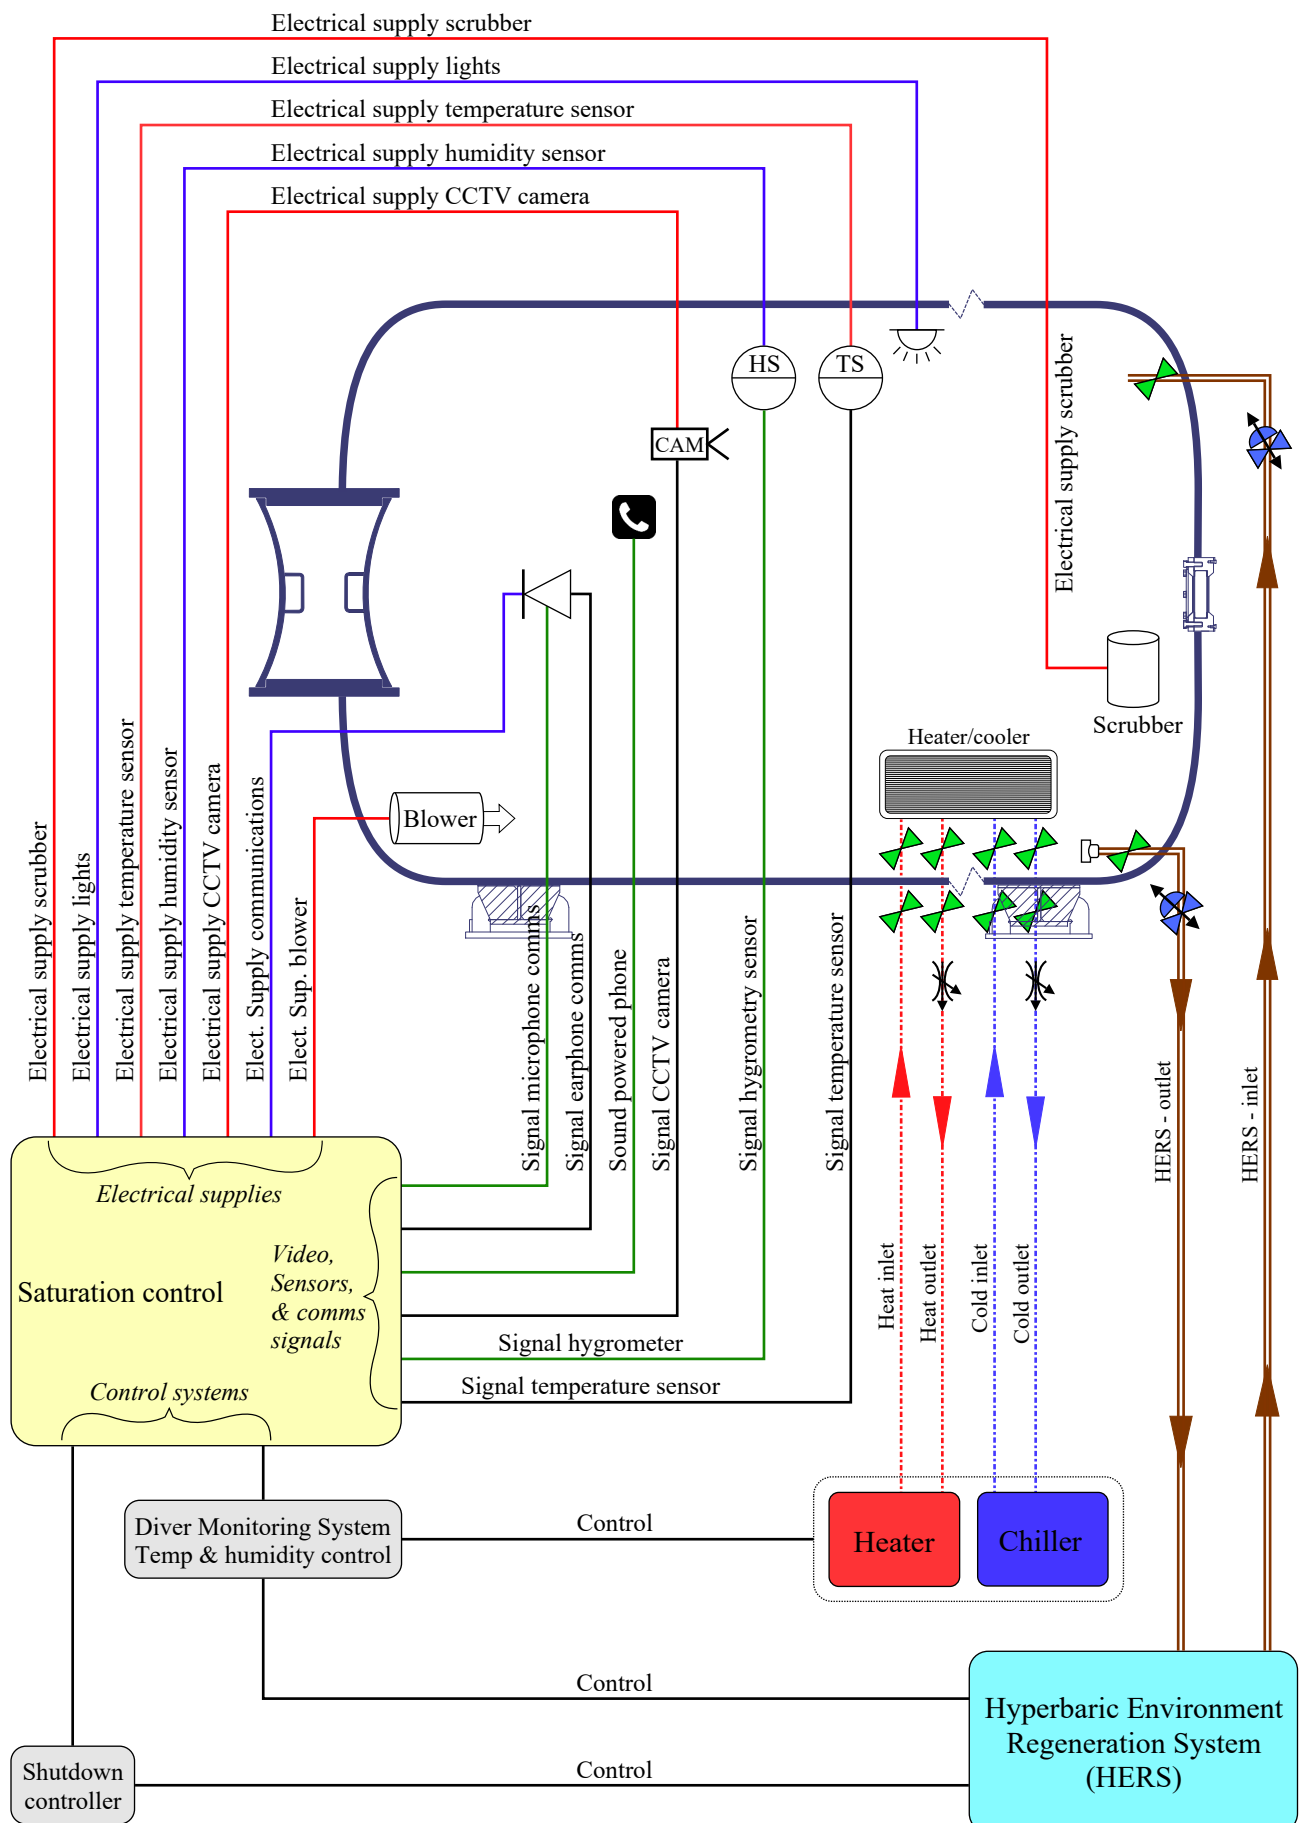 Electrical supply scrubber
Electrical supply lights
Electrical supply temperature sensor
Electrical supply humidity sensor
Electrical supply CCTV camera
HS
TS
CAM
Electrical supply scrubber
Scrubber
Heater/cooler
Blower
Electrical supply scrubber
Electrical supply lights
Electrical supply temperature sensor
Electrical supply humidity sensor
Electrical supply CCTV camera
Elect. Supply communications
Elect. Sup. blower
Signal microphone comms
Signal earphone comms
Sound powered phone
Signal CCTV camera
Signal hygrometry sensor
Signal temperature sensor
HERS - outlet
HERS - inlet
Heat inlet
Heat outlet
Cold inlet
Cold outlet
Electrical supplies
Saturation control
Video,
Sensors,
& comms
signals
Control systems
Signal hygrometer
Signal temperature sensor
Diver Monitoring System
Temp & humidity control
Control
Heater
Chiller
Control
Hyperbaric Environment
Regeneration System
(HERS)
Shutdown
controller
Control